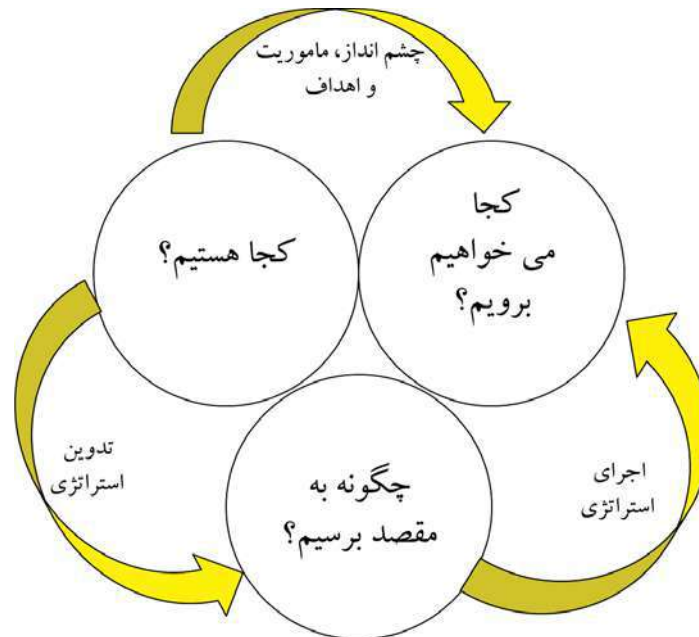 چشم انداز، ماموریت
و اهداف
کجا
می خواهیم
برویم؟
کجا هستیم؟
تدوین
استراتژی
چگونه به
مقصد برسیم؟
اجرای
استراتژی